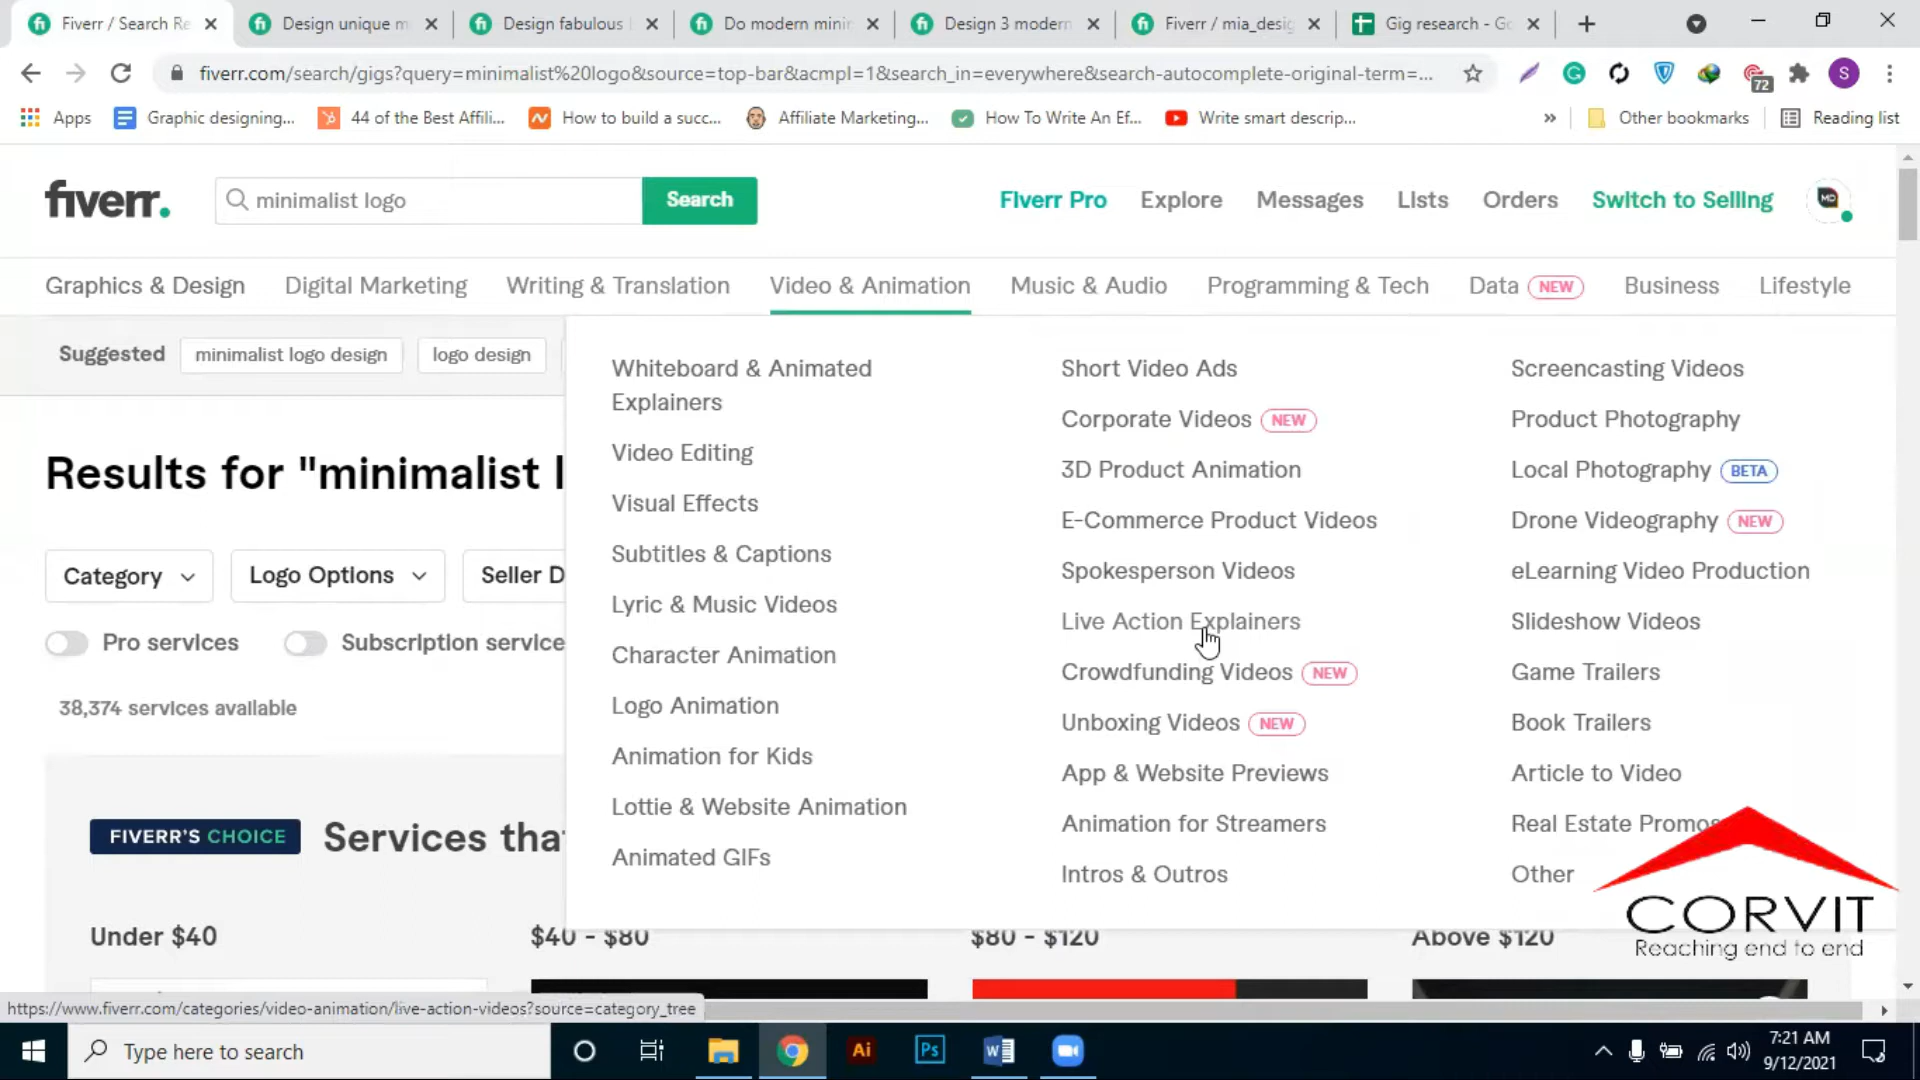 Fiverr / Search Re
Design unique m
Design fabulous
Do modern minin
Design 3 modern
Fiverr / mia_desig
Gig research - Go
fiverr.com/search/gigs?query=minimalist%20logo&source=top-bar&acmpl=1&search_in=everywhere&search-autocomplete-original-term=...
72
S
Apps
Graphic designing...
44 of the Best Affili...
How to build a succ...
Affiliate Marketing...
How To Write An Ef...
Write smart descrip...
»
Other bookmarks
Reading list
fiverr.
minimalist logo
Search
Fiverr Pro
Explore
Messages
Lists
Orders
Switch to Selling
MD
Graphics & Design
Digital Marketing
Writing & Translation
Video & Animation
Music & Audio
Programming & Tech
Data NEW
Business
Lifestyle
Suggested
minimalist logo design
logo design
Results for "minimalist l
Category
Logo Options
Seller D
Pro services
Subscription service
38,374 services available
FIVERR'S CHOICE
Services tha
Under $40
$40 - $80
$80 - $120
Above $120
Whiteboard & Animated
Explainers
Video Editing
Visual Effects
Subtitles & Captions
Lyric & Music Videos
Character Animation
Logo Animation
Animation for Kids
Lottie & Website Animation
Animated GIFs
Short Video Ads
Corporate Videos NEW
3D Product Animation
E-Commerce Product Videos
Spokesperson Videos
Live Action Explainers
Crowdfunding Videos NEW
Unboxing Videos NEW
App & Website Previews
Animation for Streamers
Intros & Outros
Screencasting Videos
Product Photography
Local Photography BETA
Drone Videography NEW
eLearning Video Production
Slideshow Videos
Game Trailers
Book Trailers
Article to Video
Real Estate Promos
Other
CORVIT
Reaching end to end
https://www.fiverr.com/categories/video-animation/live-action-videos?source=category_tree
Type here to search
Ai
Ps
W
7:21 AM
9/12/2021